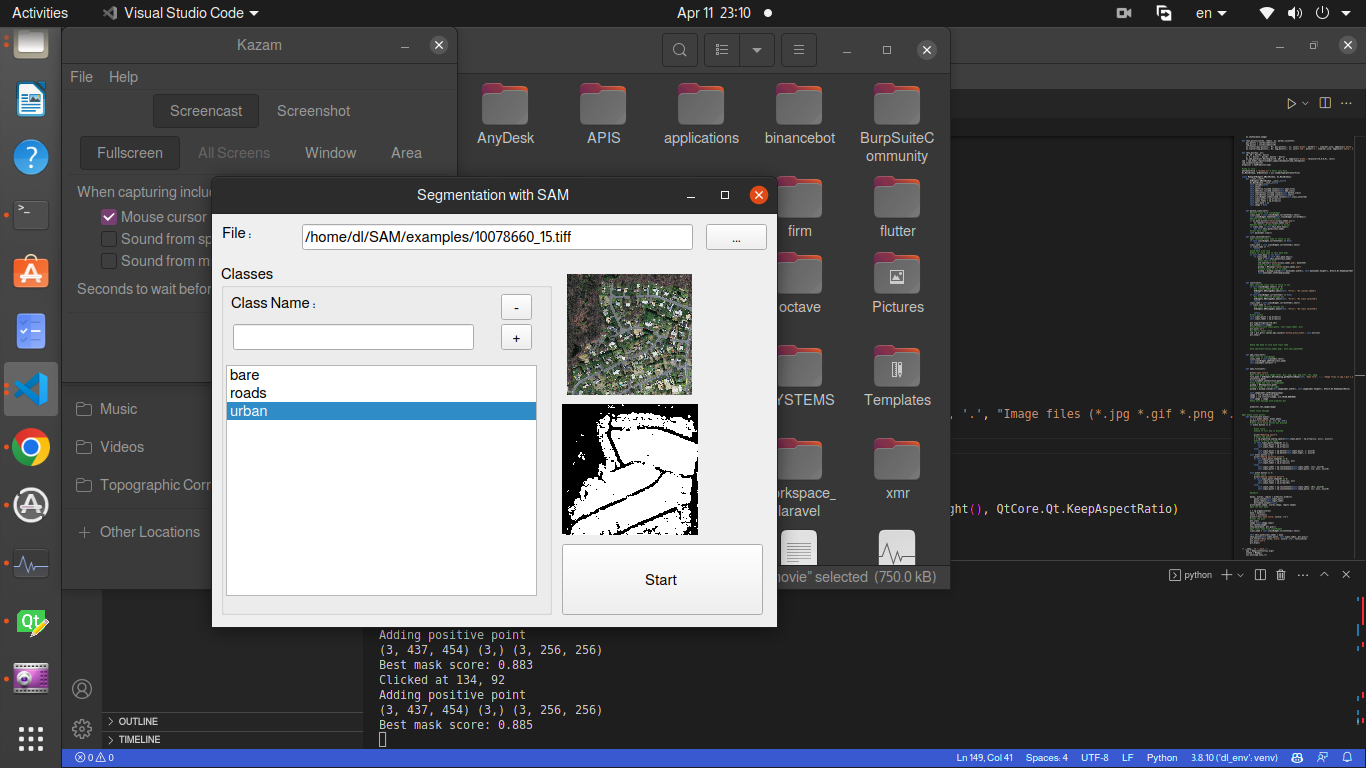 Activities
Visual Studio Code
Apr 11 23:10
en
Kazam
File Help
Screencast Screenshot
Fullscreen All Screens Window Area
When capturing inclu
Mouse cursor
Sound from sp
Sound from m
Seconds to wait before
Music
Videos
Topographic Corr
+ Other Locations
AnyDesk
APIS
applications
binancebot
BurpSuiteC
ommunity
firm
flutter
octave
Pictures
YSTEMS
Templates
orkspace_
laravel
xmr
movie" selected (750.0 kB)
Segmentation with SAM
File :
/home/dl/SAM/examples/10078660_15.tiff
...
Classes
Class Name :
-
+
bare
roads
urban
Start
, '.', "Image files (*.jpg *.gif *.png *.
ght(), QtCore.Qt.KeepAspectRatio)
python
Adding positive point
(3, 437, 454) (3,) (3, 256, 256)
Best mask score: 0.883
Clicked at 134, 92
Adding positive point
(3, 437, 454) (3,) (3, 256, 256)
Best mask score: 0.885
OUTLINE
TIMELINE
0 0
Ln 149, Col 41
Spaces: 4
UTF-8
LF
Python
3.8.10 ('dl_env': venv)